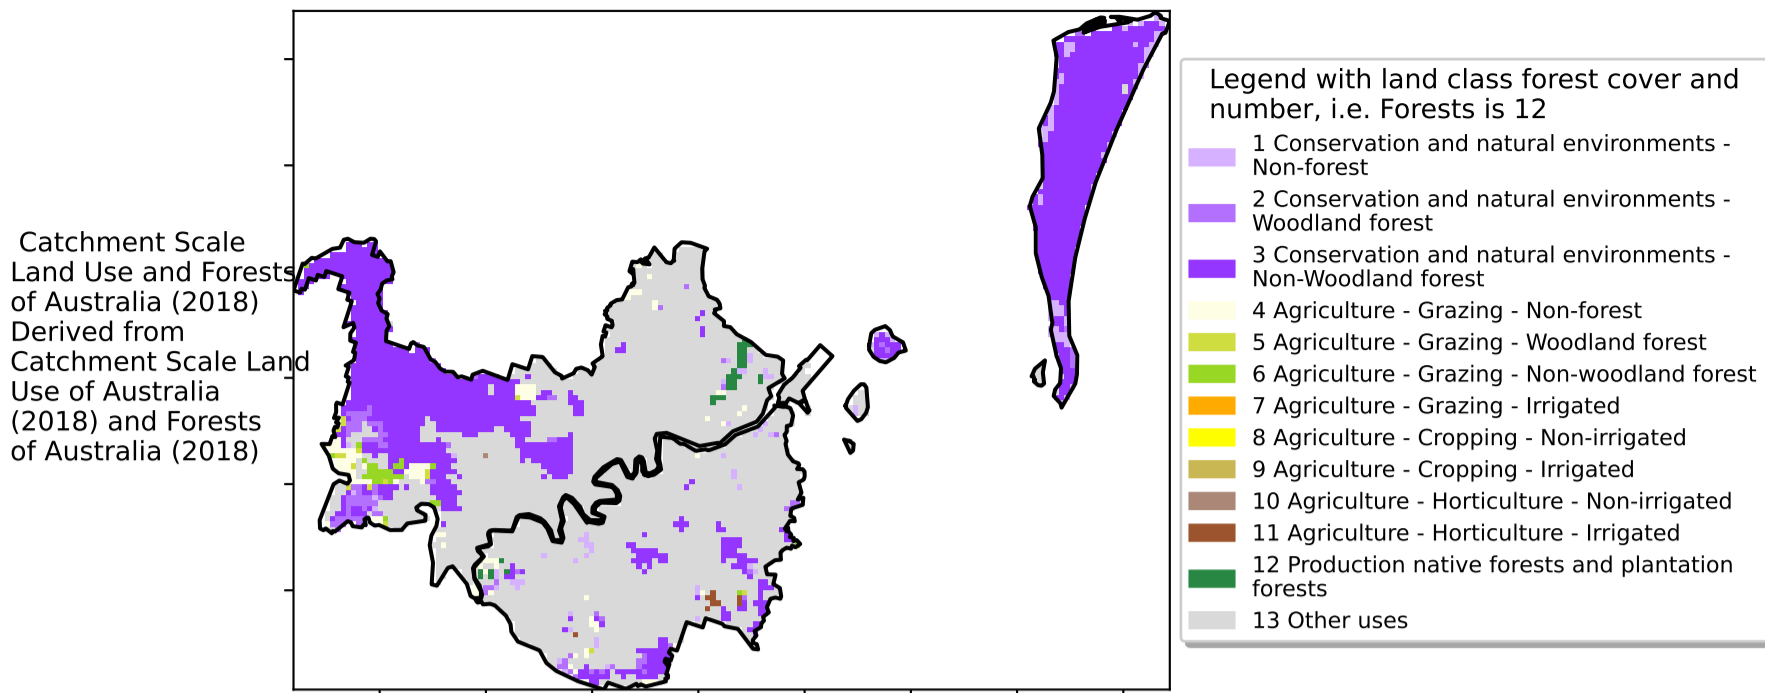 Catchment Scale
Land Use and Forests
of Australia (2018)
Derived from
Catchment Scale Land
Use of Australia
(2018) and Forests
of Australia (2018)
Legend with land class forest cover and
number, i.e. Forests is 12
1 Conservation and natural environments -
Non-forest
2 Conservation and natural environments -
Woodland forest
3 Conservation and natural environments -
Non-Woodland forest
4 Agriculture - Grazing - Non-forest
5 Agriculture - Grazing - Woodland forest
6 Agriculture - Grazing - Non-woodland forest
7 Agriculture - Grazing - Irrigated
8 Agriculture - Cropping - Non-irrigated
9 Agriculture - Cropping - Irrigated
10 Agriculture - Horticulture - Non-irrigated
11 Agriculture - Horticulture - Irrigated
12 Production native forests and plantation
forests
13 Other uses